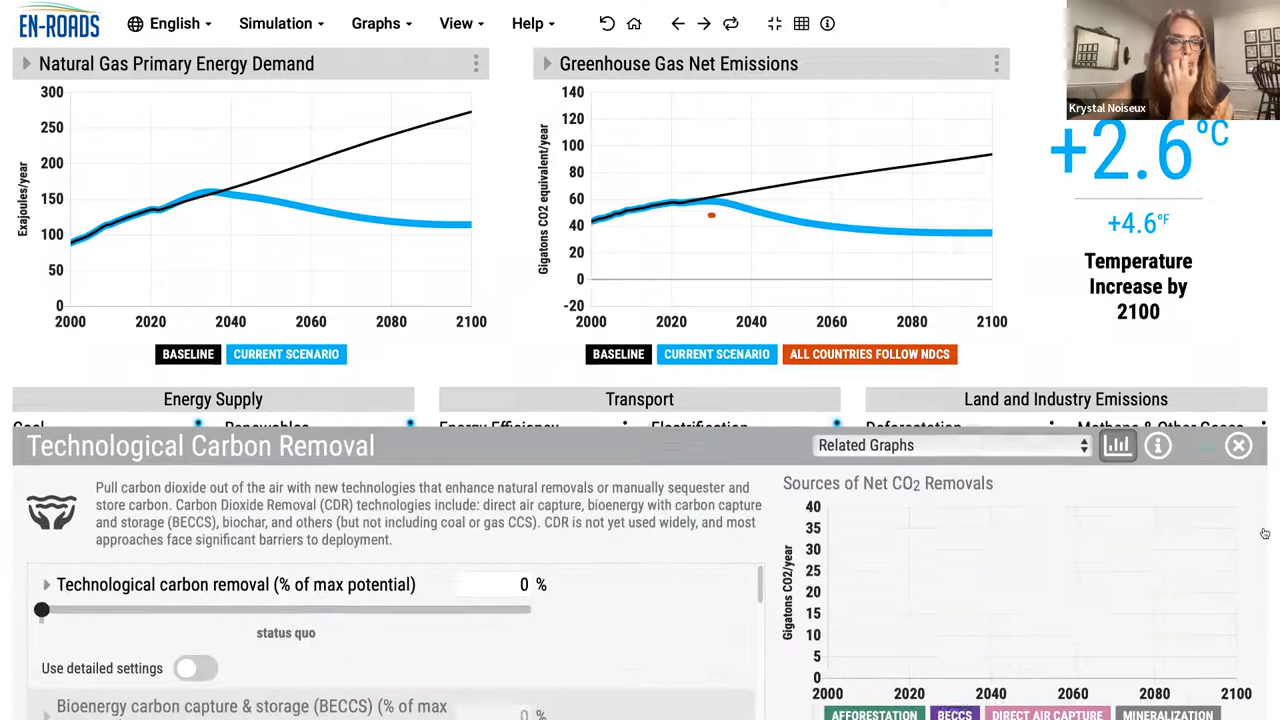 EN-ROADS
English
Simulation
Graphs
View
Help
Krystal Noiseux
Natural Gas Primary Energy Demand
300
250
200
150
100
50
0
Exajoules/year
2000 2020 2040 2060 2080 2100
BASELINE
CURRENT SCENARIO
Greenhouse Gas Net Emissions
140
120
100
80
60
40
20
0
-20
Gigatons CO2 equivalent/year
2000 2020 2040 2060 2080 2100
BASELINE
CURRENT SCENARIO
ALL COUNTRIES FOLLOW NDCS
+2.6°C
+4.6°F
Temperature
Increase by
2100
Energy Supply
Transport
Land and Industry Emissions
Coal
Renewables
Energy Efficiency
Electrification
Deforestation
Methane & Other Gases
Technological Carbon Removal
Related Graphs
Pull carbon dioxide out of the air with new technologies that enhance natural removals or manually sequester and
store carbon. Carbon Dioxide Removal (CDR) technologies include: direct air capture, bioenergy with carbon capture
and storage (BECCS), biochar, and others (but not including coal or gas CCS). CDR is not yet used widely, and most
approaches face significant barriers to deployment.
Technological carbon removal (% of max potential)
0 %
status quo
Use detailed settings
Bioenergy carbon capture & storage (BECCS) (% of max
0 %
Sources of Net CO2 Removals
40
35
30
25
20
15
10
5
0
Gigatons CO2/year
2000 2020 2040 2060 2080 2100
AFFORESTATION
BECCS
DIRECT AIR CAPTURE
MINERALIZATION